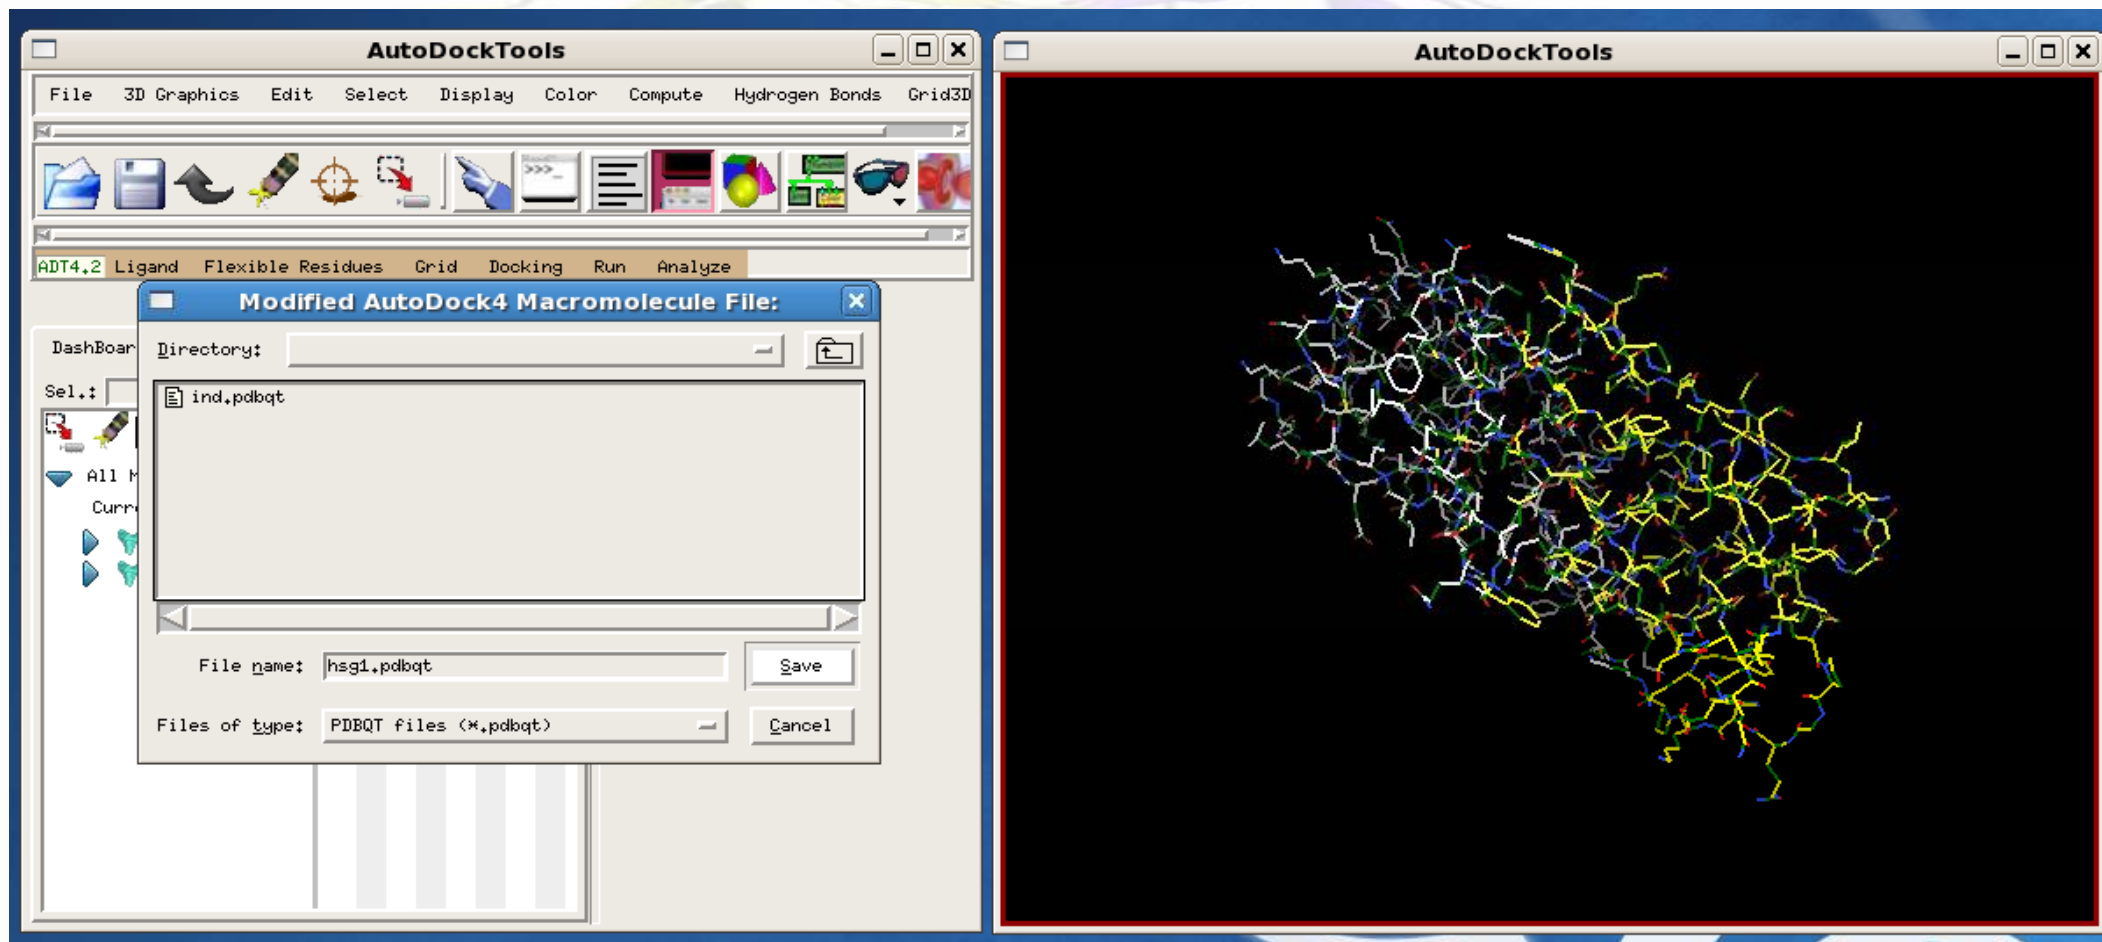 AutoDockTools
File 3D Graphics Edit Select Display Color Compute Hydrogen Bonds Grid3D
>>>_
ADT4.2 Ligand Flexible Residues Grid Docking Run Analyze
Modified AutoDock4 Macromolecule File:
DashBoar
Directory:
Sel.:
ind.pdbqt
All M
Curre
File name: hsg1.pdbqt
Save
Files of type: PDBQT files (*.pdbqt)
Cancel
AutoDockTools